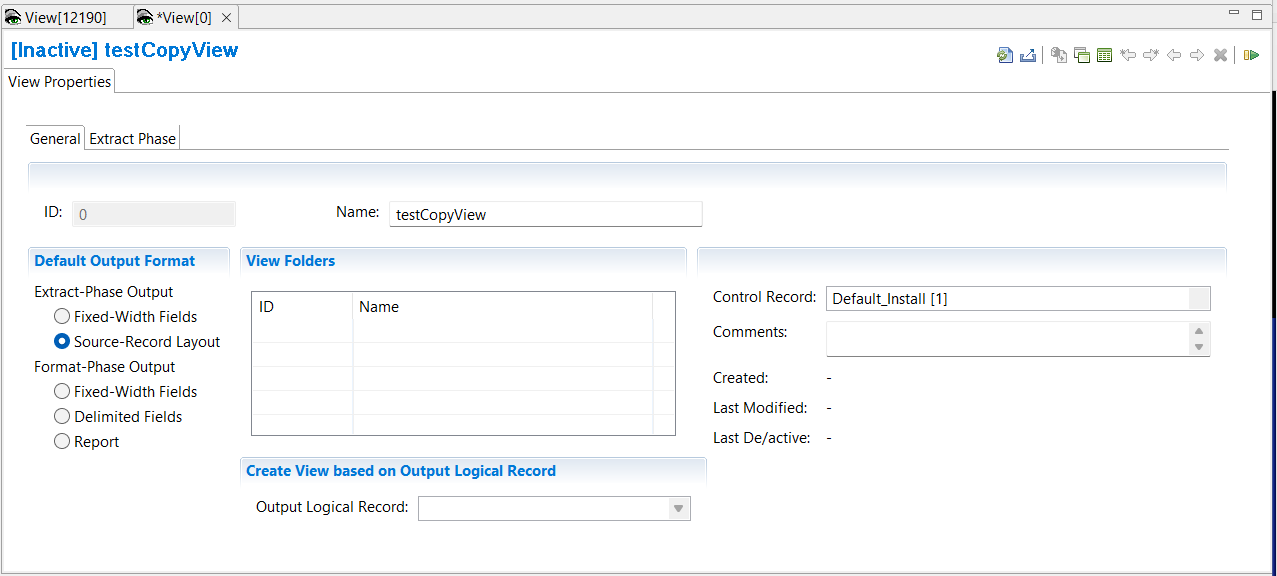 View[12190]
*View[0]
[Inactive] testCopyView
View Properties
General
Extract Phase
ID:
0
Name:
testCopyView
Default Output Format
View Folders
Extract-Phase Output
Fixed-Width Fields
Source-Record Layout
Format-Phase Output
Fixed-Width Fields
Delimited Fields
Report
ID
Name
Control Record:
Default_Install [1]
Comments:
Created:
-
Last Modified:
-
Last De/active:
-
Create View based on Output Logical Record
Output Logical Record: